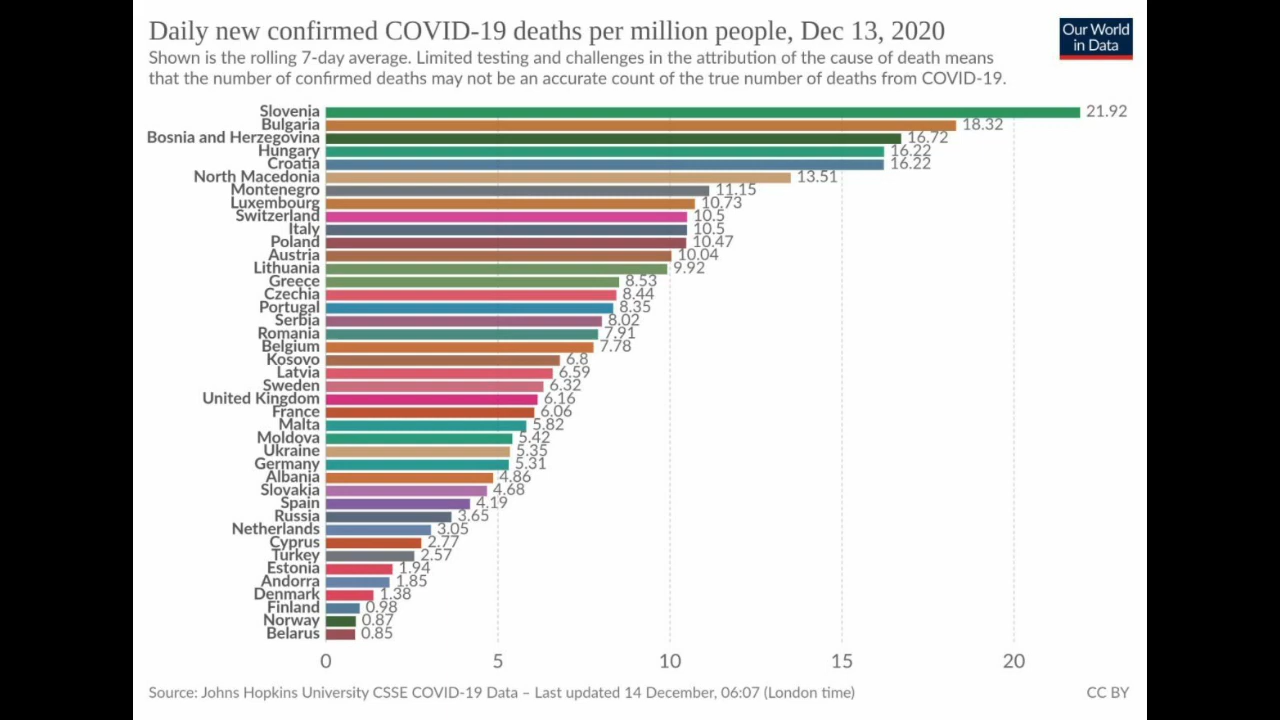 Daily new confirmed COVID-19 deaths per million people, Dec 13, 2020
Our World
in Data
Shown is the rolling 7-day average. Limited testing and challenges in the attribution of the cause of death means
that the number of confirmed deaths may not be an accurate count of the true number of deaths from COVID-19.
Slovenia 21.92
Bulgaria 18.32
Bosnia and Herzegovina 16.72
Hungary 16.22
Croatia 16.22
North Macedonia 13.51
Montenegro 11.15
Luxembourg 10.73
Switzerland 10.5
Italy 10.5
Poland 10.47
Austria 10.04
Lithuania 9.92
Greece 8.53
Czechia 8.44
Portugal 8.35
Serbia 8.02
Romania 7.91
Belgium 7.78
Kosovo 6.8
Latvia 6.59
Sweden 6.32
United Kingdom 6.16
France 6.06
Malta 5.82
Moldova 5.42
Ukraine 5.35
Germany 5.31
Albania 4.86
Slovakia 4.68
Spain 4.19
Russia 3.65
Netherlands 3.05
Cyprus 2.77
Turkey 2.57
Estonia 1.94
Andorra 1.85
Denmark 1.38
Finland 0.98
Norway 0.87
Belarus 0.85
0 5 10 15 20
Source: Johns Hopkins University CSSE COVID-19 Data – Last updated 14 December, 06:07 (London time)
CC BY